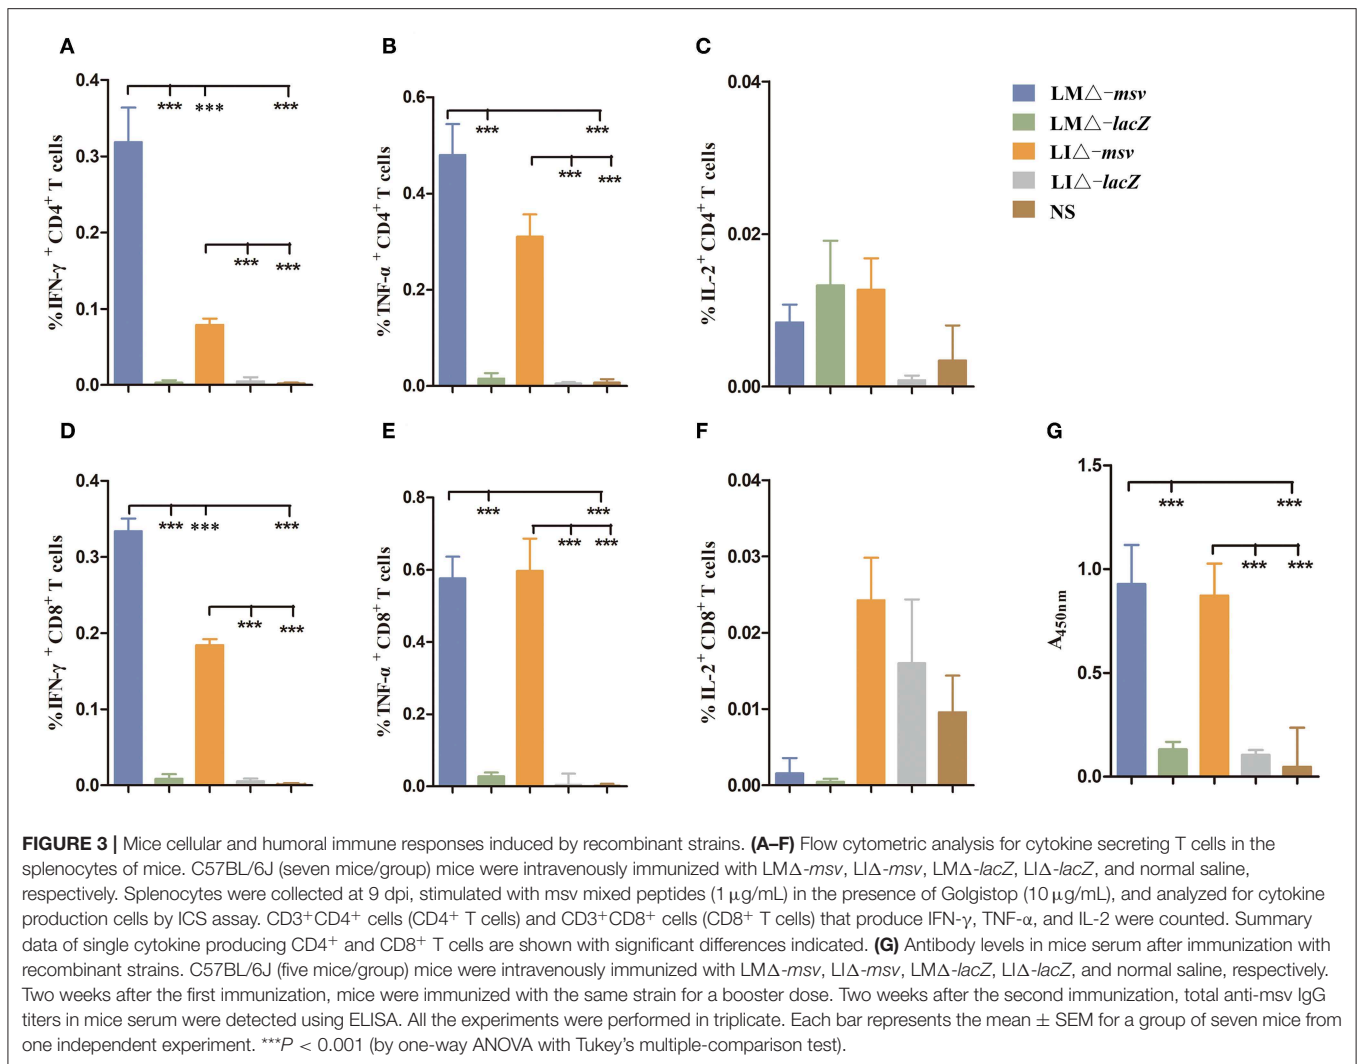 A
0.4
0.3
0.2
0.1
0.0
%IFN-γ + CD4+ T cells
*** *** ***
*** ***
B
0.6
0.4
0.2
0.0
%TNF-α + CD4+ T cells
*** ***
*** ***
C
0.04
0.02
0.00
% IL-2+ CD4+ T cells
LM△-msv
LM△-lacZ
LI△-msv
LI△-lacZ
NS
D
0.4
0.3
0.2
0.1
0.0
%IFN-γ + CD8+ T cells
*** *** ***
*** ***
E
0.8
0.6
0.4
0.2
0.0
%TNF-α + CD8+ T cells
*** ***
*** ***
F
0.04
0.03
0.02
0.01
0.00
% IL-2+ CD8+ T cells
G
1.5
1.0
0.5
0.0
A450nm
*** ***
*** ***
FIGURE 3 | Mice cellular and humoral immune responses induced by recombinant strains. (A–F) Flow cytometric analysis for cytokine secreting T cells in the
splenocytes of mice. C57BL/6J (seven mice/group) mice were intravenously immunized with LMΔ-msv, LIΔ-msv, LMΔ-lacZ, LIΔ-lacZ, and normal saline,
respectively. Splenocytes were collected at 9 dpi, stimulated with msv mixed peptides (1 μg/mL) in the presence of Golgistop (10 μg/mL), and analyzed for cytokine
production cells by ICS assay. CD3+CD4+ cells (CD4+ T cells) and CD3+CD8+ cells (CD8+ T cells) that produce IFN-γ, TNF-α, and IL-2 were counted. Summary
data of single cytokine producing CD4+ and CD8+ T cells are shown with significant differences indicated. (G) Antibody levels in mice serum after immunization with
recombinant strains. C57BL/6J (five mice/group) mice were intravenously immunized with LMΔ-msv, LIΔ-msv, LMΔ-lacZ, LIΔ-lacZ, and normal saline, respectively.
Two weeks after the first immunization, mice were immunized with the same strain for a booster dose. Two weeks after the second immunization, total anti-msv IgG
titers in mice serum were detected using ELISA. All the experiments were performed in triplicate. Each bar represents the mean ± SEM for a group of seven mice from
one independent experiment. ***P < 0.001 (by one-way ANOVA with Tukey's multiple-comparison test).